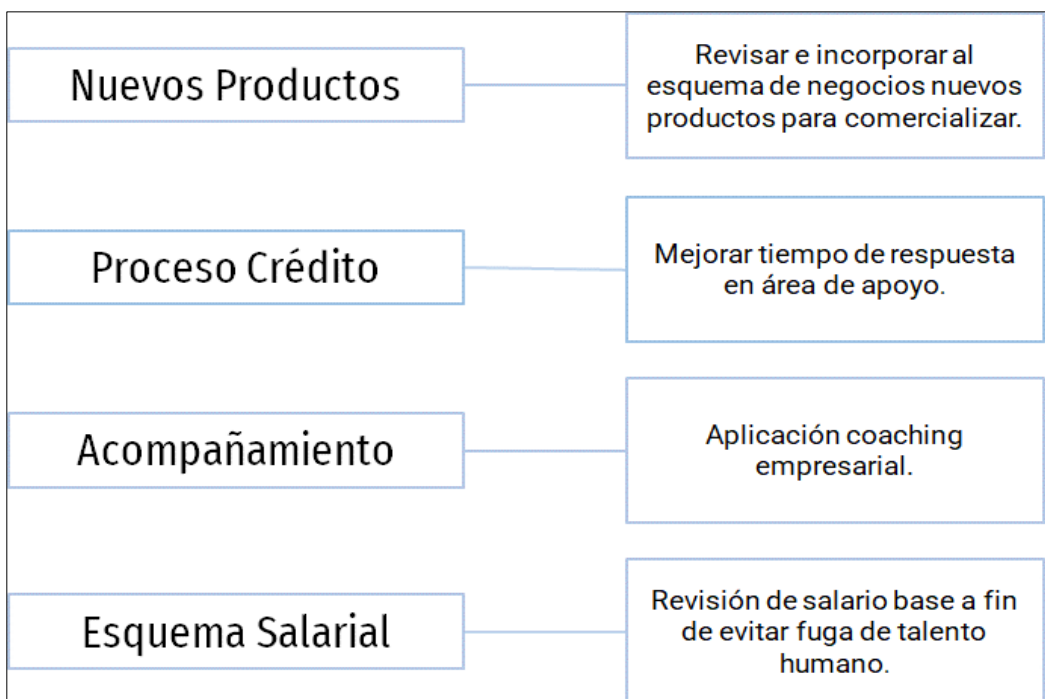 Nuevos Productos
Revisar e incorporar al
esquema de negocios nuevos
productos para comercializar.
Proceso Crédito
Mejorar tiempo de respuesta
en área de apoyo.
Acompañamiento
Aplicación coaching
empresarial.
Esquema Salarial
Revisión de salario base a fin
de evitar fuga de talento
humano.